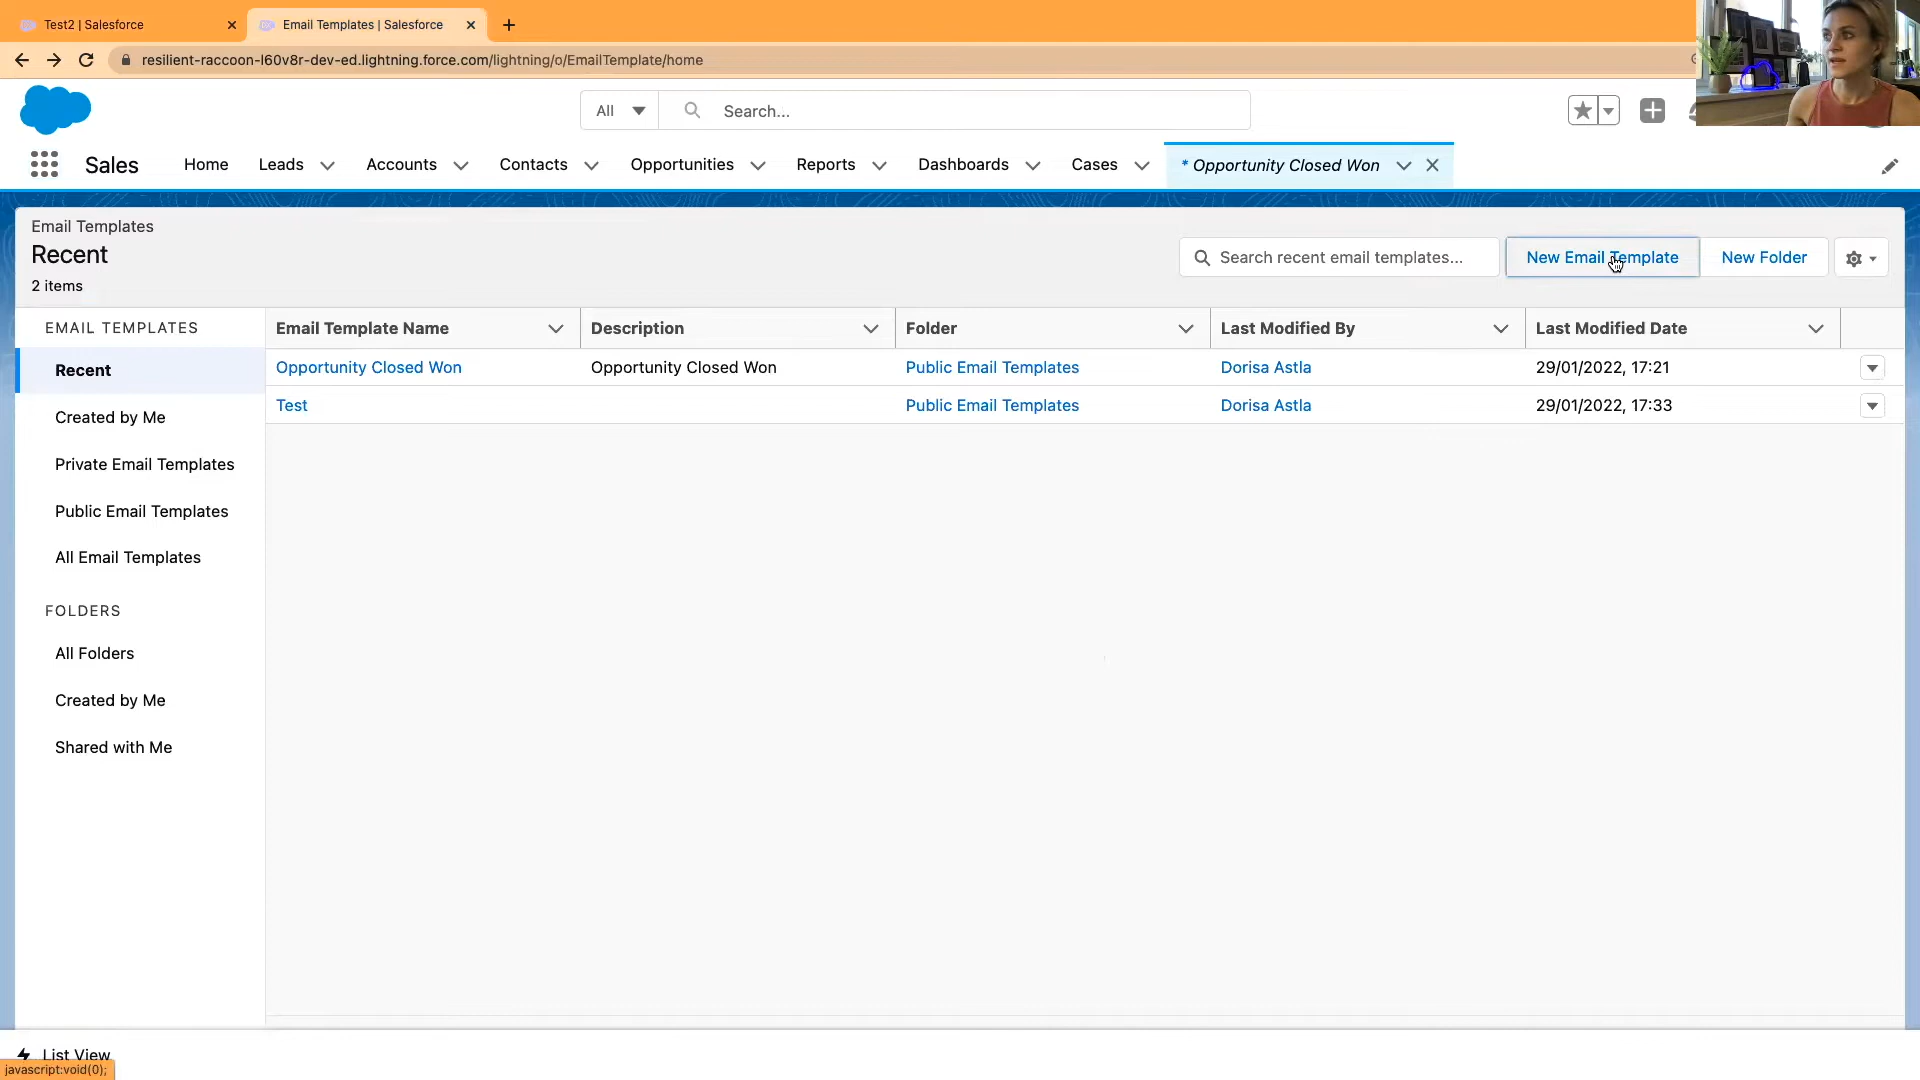 Test2 | Salesforce
Email Templates | Salesforce
resilient-raccoon-l60v8r-dev-ed.lightning.force.com/lightning/o/EmailTemplate/home
All
Search...
Sales
Home
Leads
Accounts
Contacts
Opportunities
Reports
Dashboards
Cases
* Opportunity Closed Won
Email Templates
Recent
2 items
Search recent email templates...
New Email Template
New Folder
EMAIL TEMPLATES
Recent
Created by Me
Private Email Templates
Public Email Templates
All Email Templates
FOLDERS
All Folders
Created by Me
Shared with Me
Email Template Name Description Folder Last Modified By Last Modified Date
Opportunity Closed Won Opportunity Closed Won Public Email Templates Dorisa Astla 29/01/2022, 17:21
Test Public Email Templates Dorisa Astla 29/01/2022, 17:33
List View
javascript:void(0);